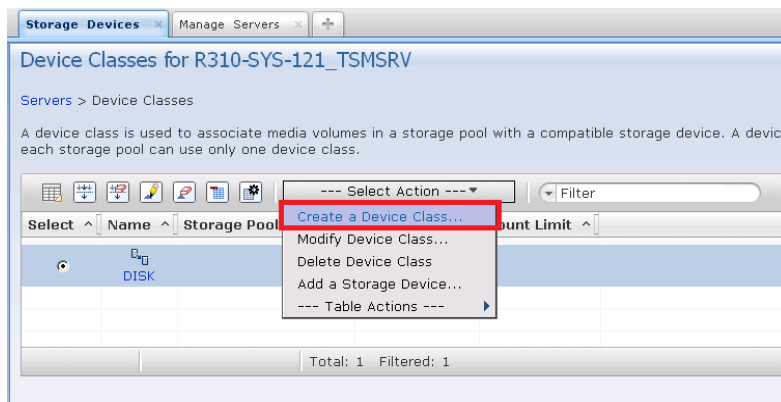 Storage Devices Manage Servers
Device Classes for R310-SYS-121_TSMSRV
Servers > Device Classes
A device class is used to associate media volumes in a storage pool with a compatible storage device. A
each storage pool can use only one device class.
--- Select Action --- Filter
Select Name Storage Pool Limit
Create a Device Class...
Modify Device Class...
DISK Delete Device Class
Add a Storage Device...
--- Table Actions ---
Total: 1 Filtered: 1